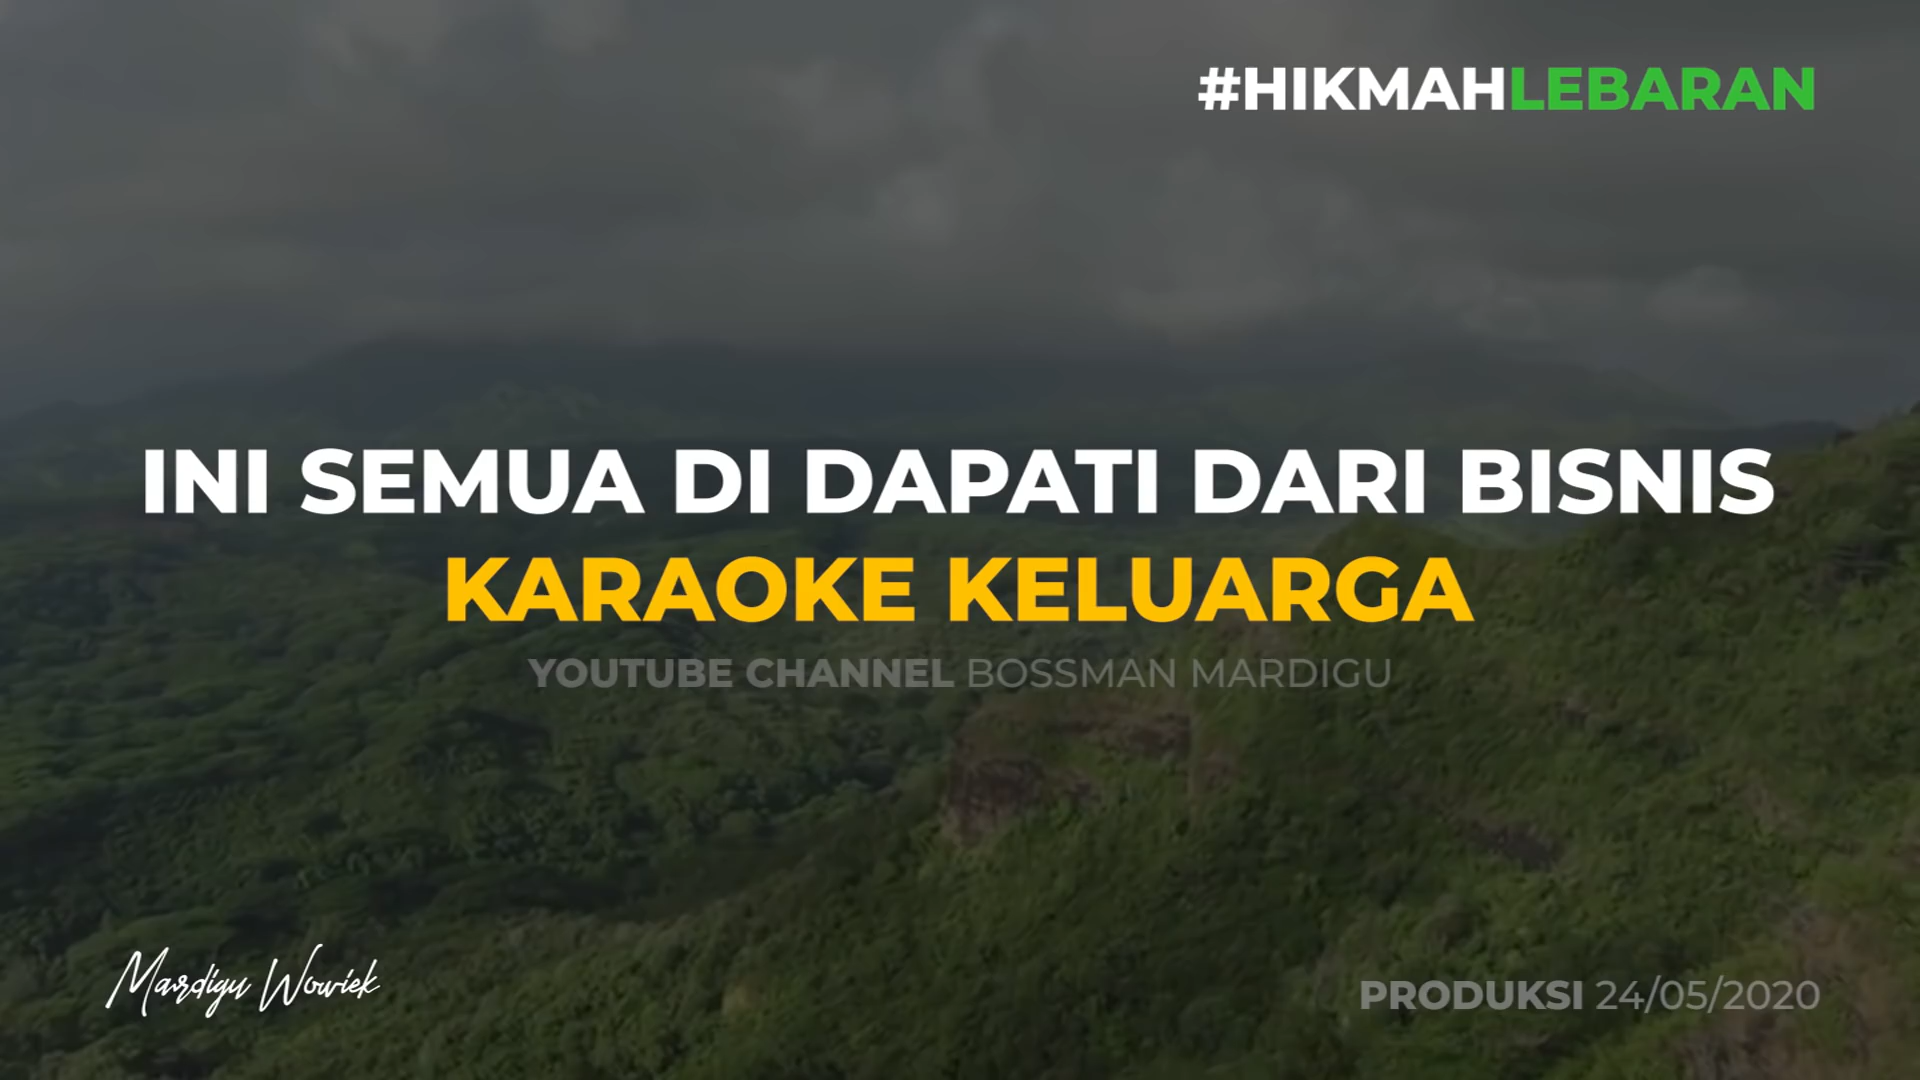 #HIKMAHLEBARAN
INI SEMUA DI DAPATI DARI BISNIS
KARAOKE KELUARGA
YOUTUBE CHANNEL BOSSMAN MARDIGU
Mardigu Wowiek
PRODUKSI 24/05/2020